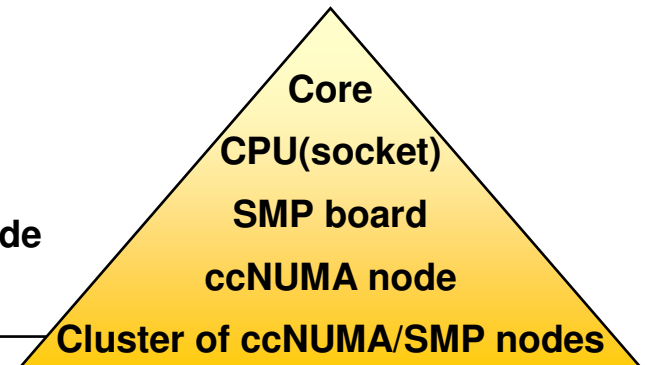 Core
CPU(socket)
SMP board
de
ccNUMA node
Cluster of ccNUMA/SMP nodes